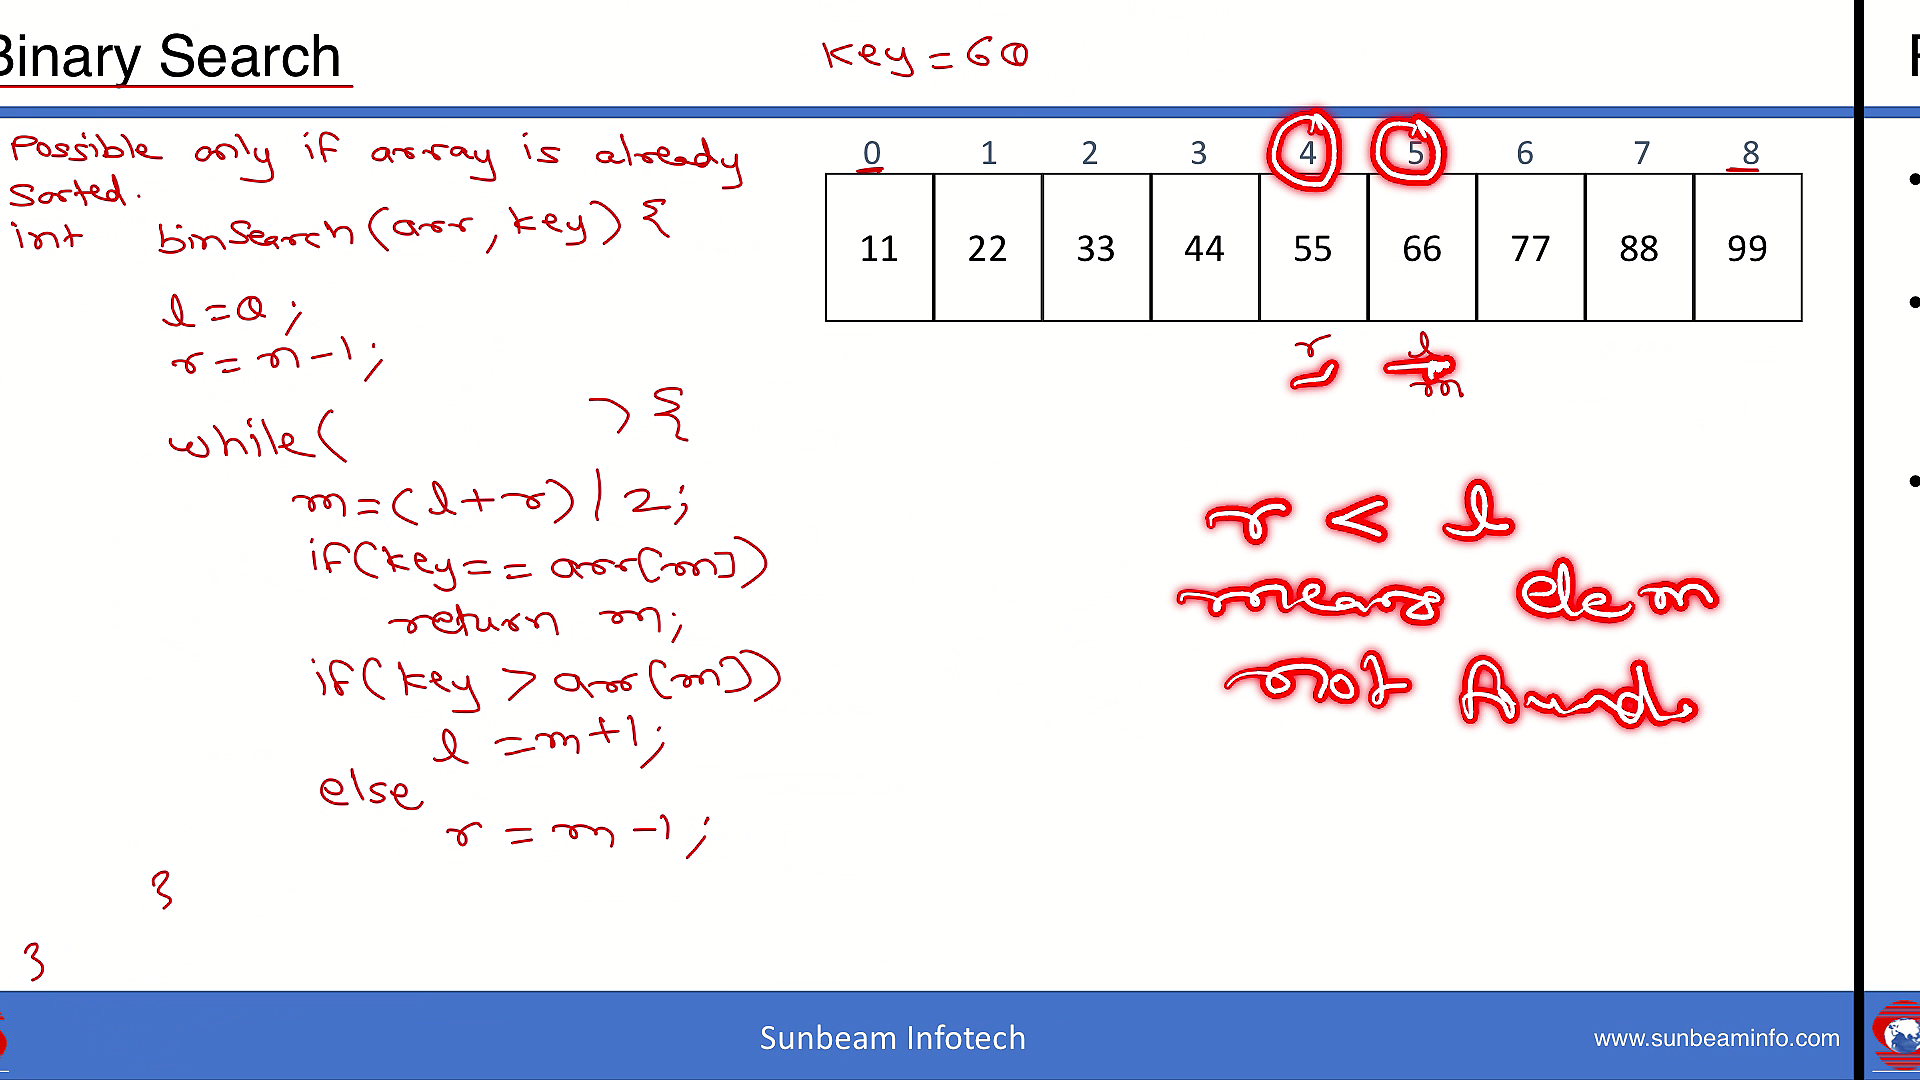 Binary Search
key = 60
Possible only if array is already
sorted.
int binSearch(arr, key) {
l = 0;
r = n-1;
while( ) {
m = (l+r) / 2;
if(key == arr[m])
return m;
if(key > arr[m])
l = m+1;
else
r = m-1;
}
}
0 1 2 3 4 5 6 7 8
11 22 33 44 55 66 77 88 99
r l
m
r < l
means elem
not found
Sunbeam Infotech
www.sunbeaminfo.com